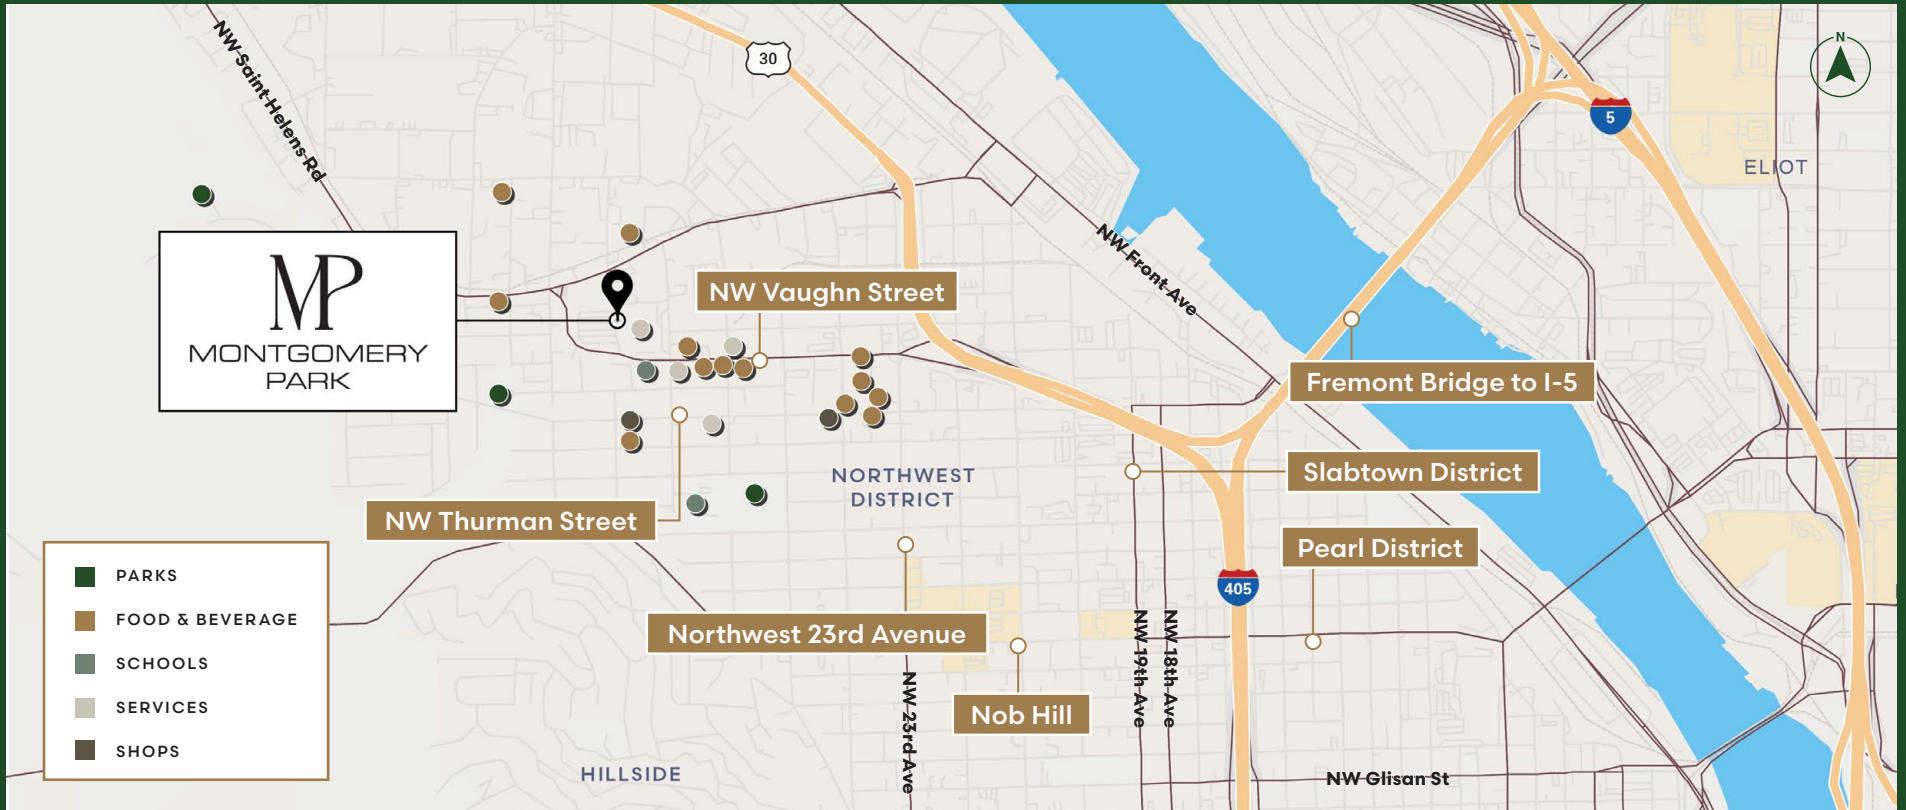 NW Saint Helens Rd
30
N
5
ELIOT
MP
MONTGOMERY
PARK
NW Vaughn Street
NW Front Ave
Fremont Bridge to I-5
Slabtown District
NORTHWEST
DISTRICT
NW Thurman Street
Pearl District
405
PARKS
FOOD & BEVERAGE
SCHOOLS
SERVICES
SHOPS
Northwest 23rd Avenue
Nob Hill
NW 23rd Ave
NW 19th Ave
NW 18th Ave
HILLSIDE
NW Glisan St